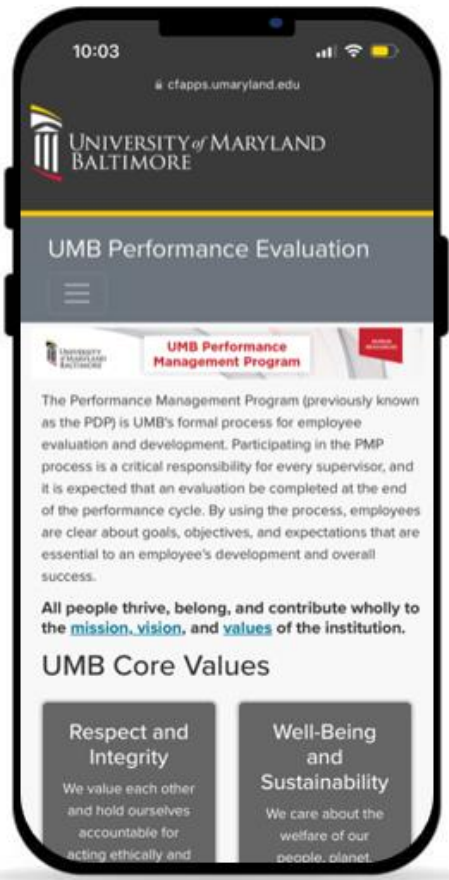 10:03
cfapps.umaryland.edu
UNIVERSITY of MARYLAND
BALTIMORE
UMB Performance Evaluation
UNIVERSITY
of MARYLAND
BALTIMORE
UMB Performance
Management Program
HUMAN
RESOURCES
The Performance Management Program (previously known
as the PDP) is UMB's formal process for employee
evaluation and development. Participating in the PMP
process is a critical responsibility for every supervisor, and
it is expected that an evaluation be completed at the end
of the performance cycle. By using the process, employees
are clear about goals, objectives, and expectations that are
essential to an employee's development and overall
success.
All people thrive, belong, and contribute wholly to
the mission, vision, and values of the institution.
UMB Core Values
Respect and
Integrity
We value each other
and hold ourselves
accountable for
acting ethically and
Well-Being
and
Sustainability
We care about the
welfare of our
people, planet,